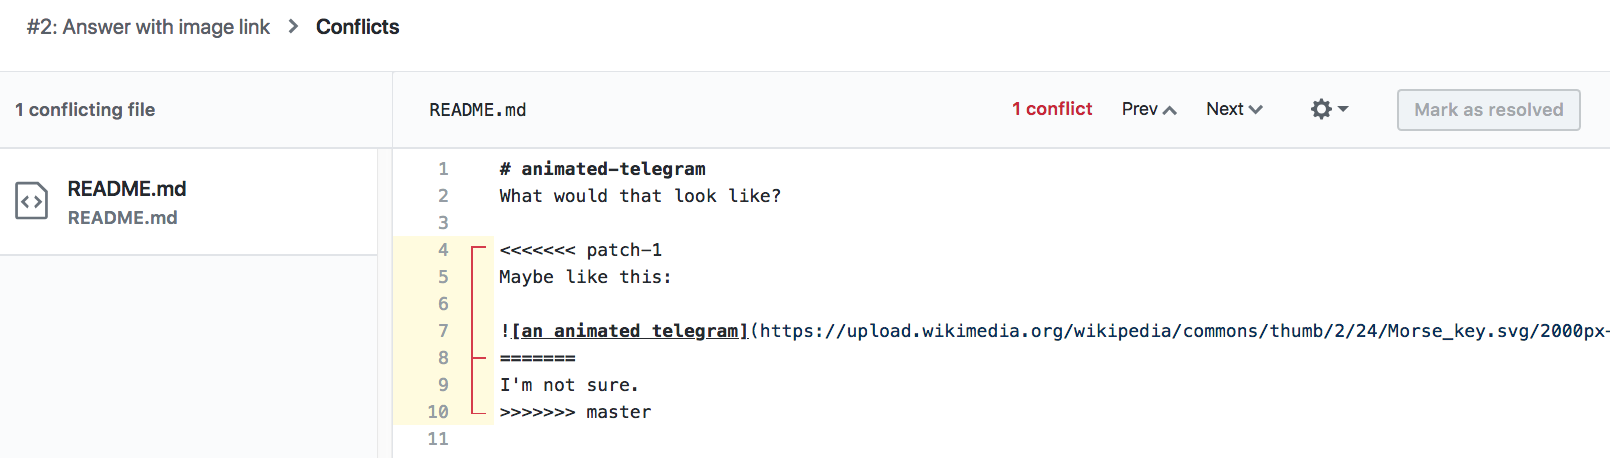 #2: Answer with image link > Conflicts
1 conflicting file
README.md
1 conflict
Prev
Next
Mark as resolved
README.md
README.md
1 # animated-telegram
2 What would that look like?
3
4 <<<<<<< patch-1
5 Maybe like this:
6
7 ![an animated telegram](https://upload.wikimedia.org/wikipedia/commons/thumb/2/24/Morse_key.svg/2000px-
8 =======
9 I'm not sure.
10 >>>>>>> master
11